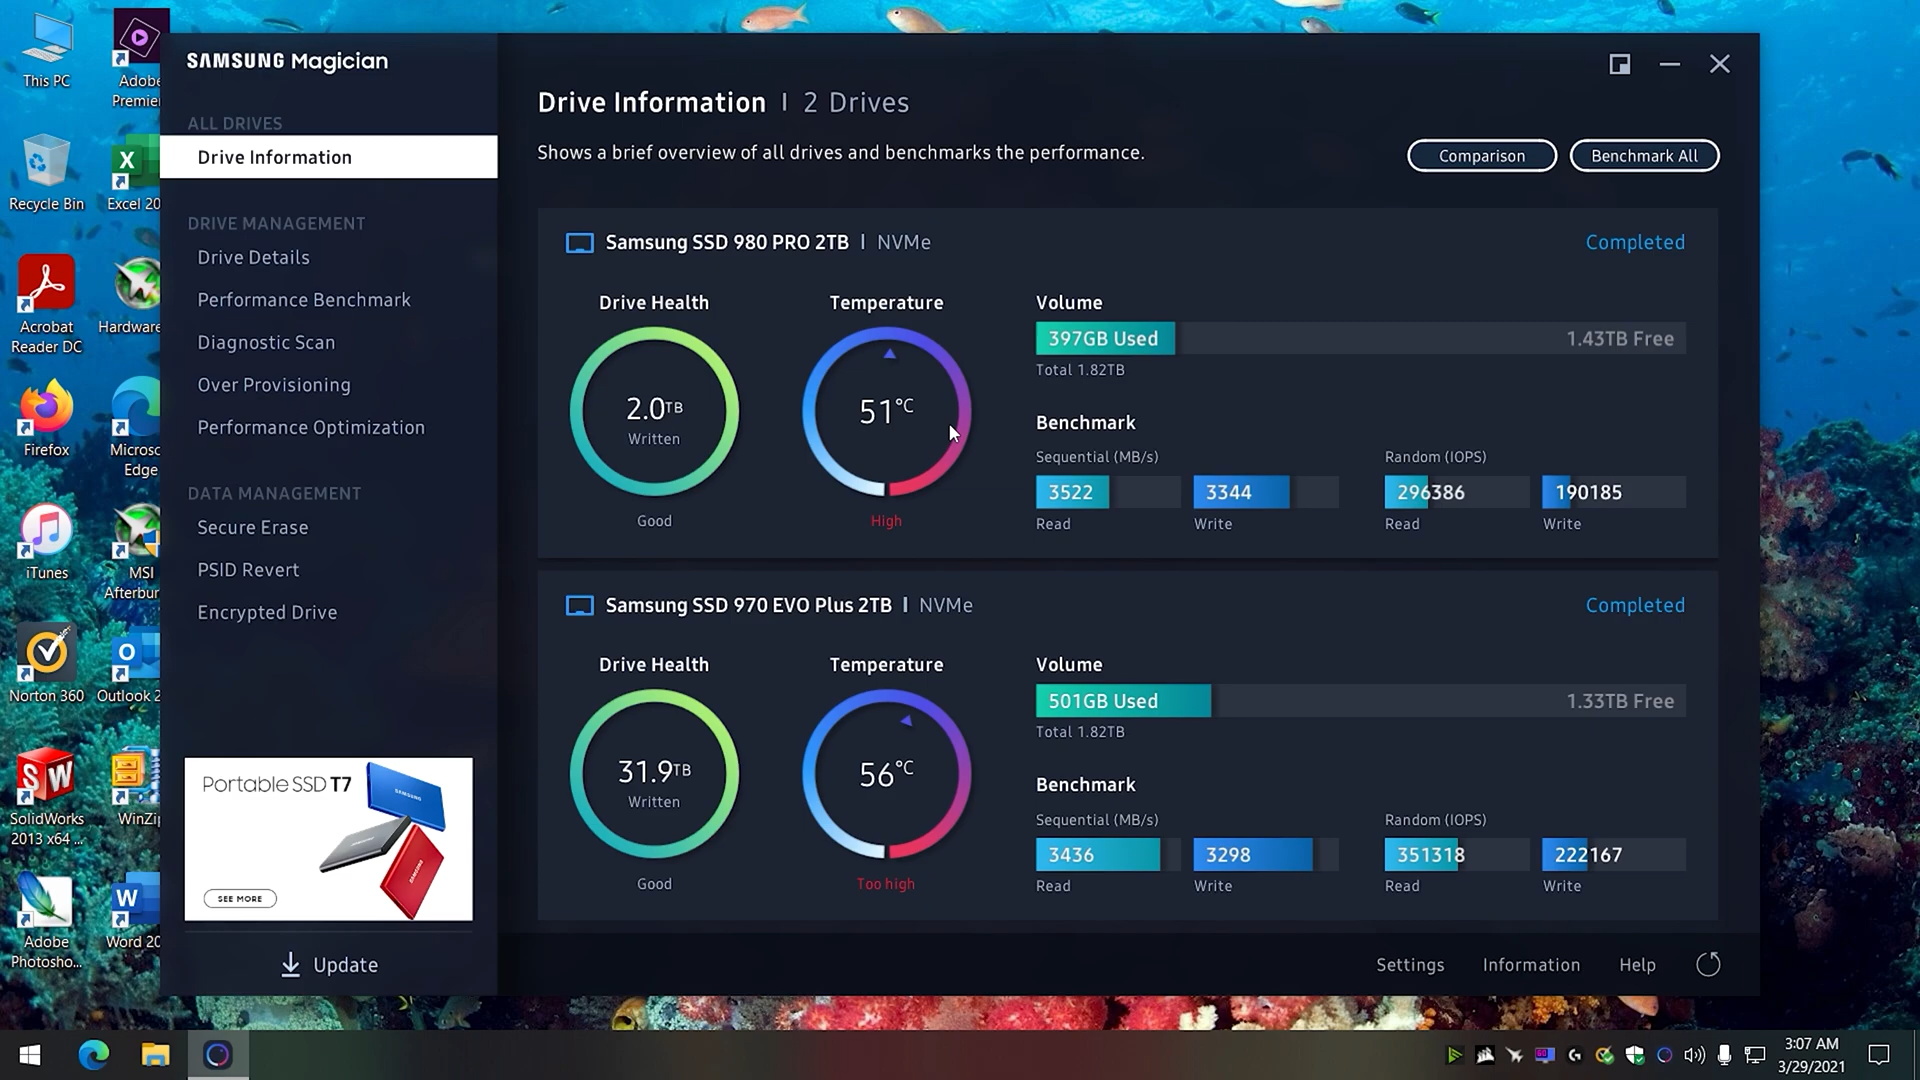 This PC
Adobe
Premier
Recycle Bin
Excel 20
Acrobat
Reader DC
Hardware
Firefox
Micros
Edge
iTunes
MSI
Afterbur
Norton 360
Outlook 2
SolidWorks
2013 x64 ...
WinZip
Adobe
Photosho...
Word 20
SAMSUNG Magician
ALL DRIVES
Drive Information
DRIVE MANAGEMENT
Drive Details
Performance Benchmark
Diagnostic Scan
Over Provisioning
Performance Optimization
DATA MANAGEMENT
Secure Erase
PSID Revert
Encrypted Drive
Portable SSD T7
SAMSUNG
SAMSUNG
SEE MORE
Update
Drive Information | 2 Drives
Shows a brief overview of all drives and benchmarks the performance.
Comparison
Benchmark All
Samsung SSD 980 PRO 2TB | NVMe
Completed
Drive Health
Temperature
Volume
2.0TB
Written
Good
51°C
High
397GB Used
1.43TB Free
Total 1.82TB
Benchmark
Sequential (MB/s)
Random (IOPS)
3522
3344
296386
190185
Read
Write
Read
Write
Samsung SSD 970 EVO Plus 2TB | NVMe
Completed
Drive Health
Temperature
Volume
31.9TB
Written
Good
56°C
Too high
501GB Used
1.33TB Free
Total 1.82TB
Benchmark
Sequential (MB/s)
Random (IOPS)
3436
3298
351318
222167
Read
Write
Read
Write
Settings
Information
Help
3:07 AM
3/29/2021